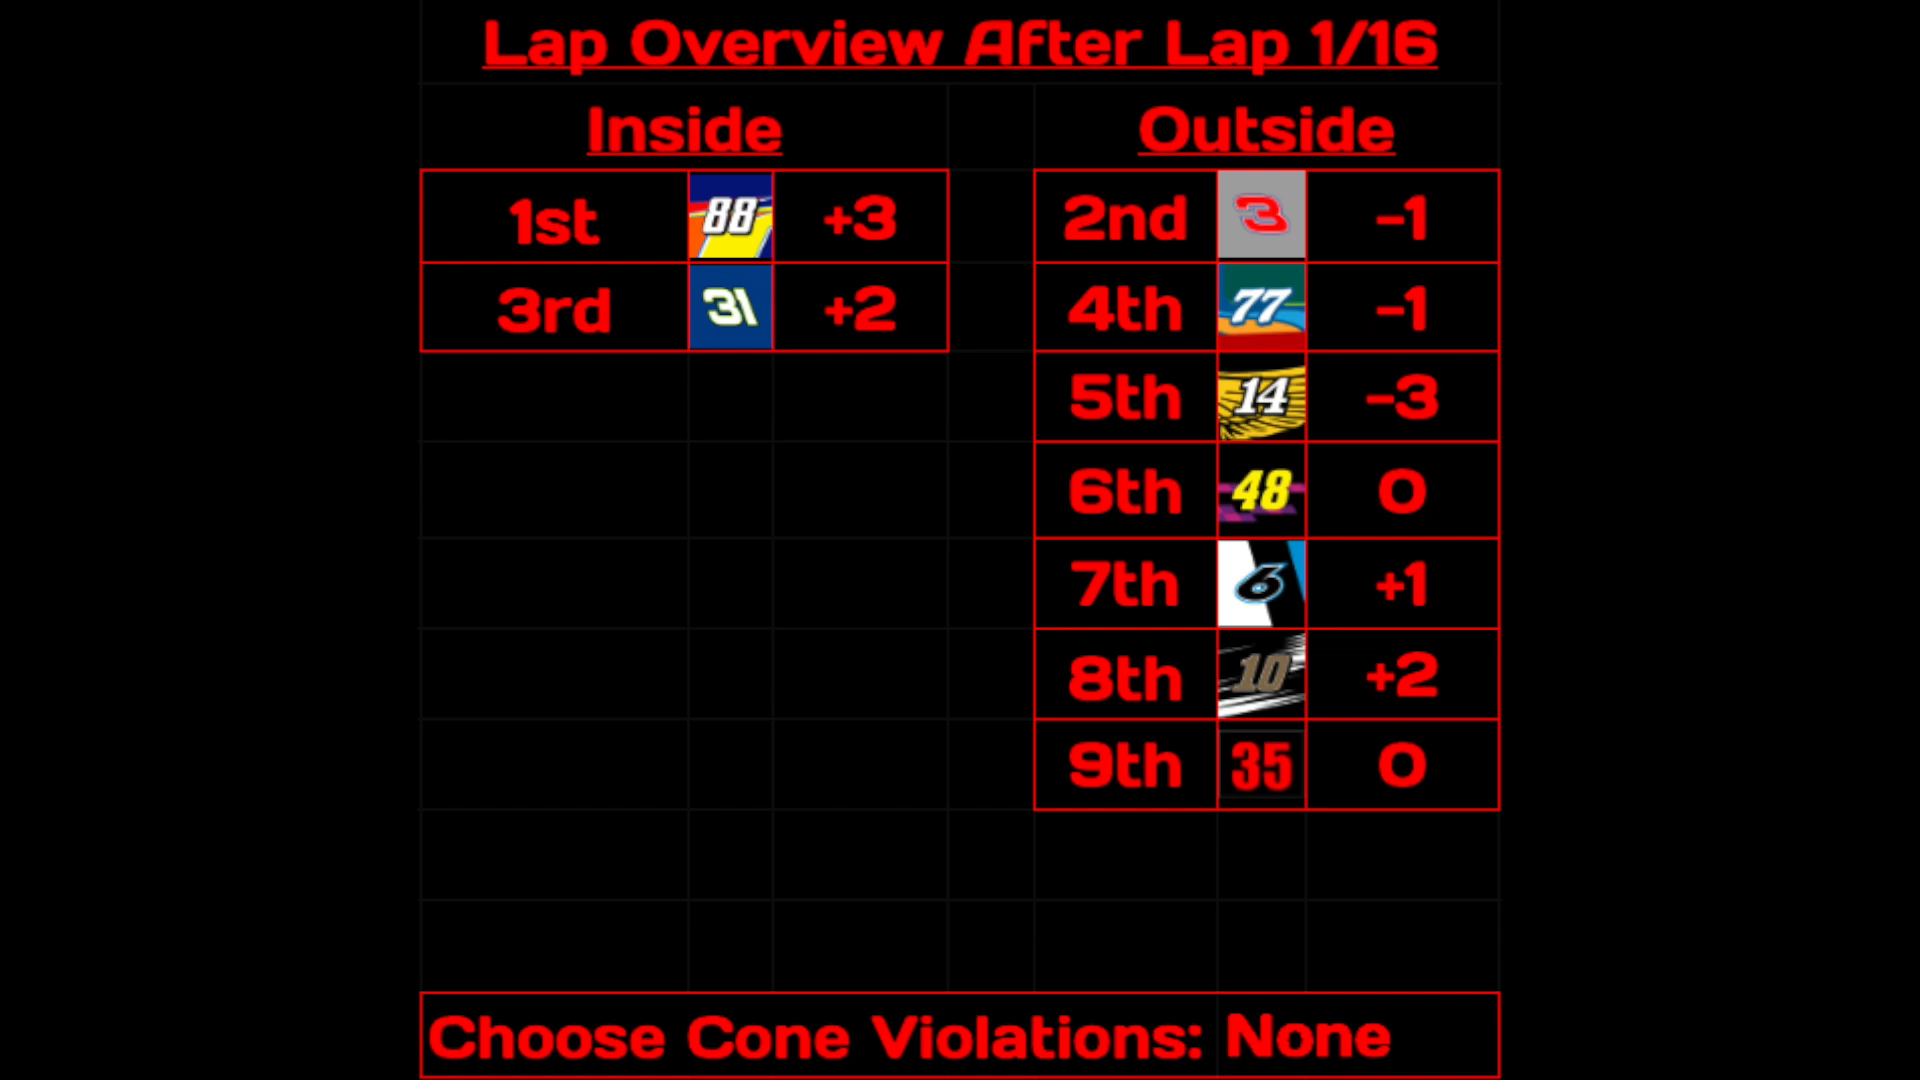 Lap Overview After Lap 1/16
Inside
Outside
1st 88 +3
2nd 3 -1
3rd 31 +2
4th 77 -1
5th 14 -3
6th 48 0
7th 6 +1
8th 10 +2
9th 35 0
Choose Cone Violations: None